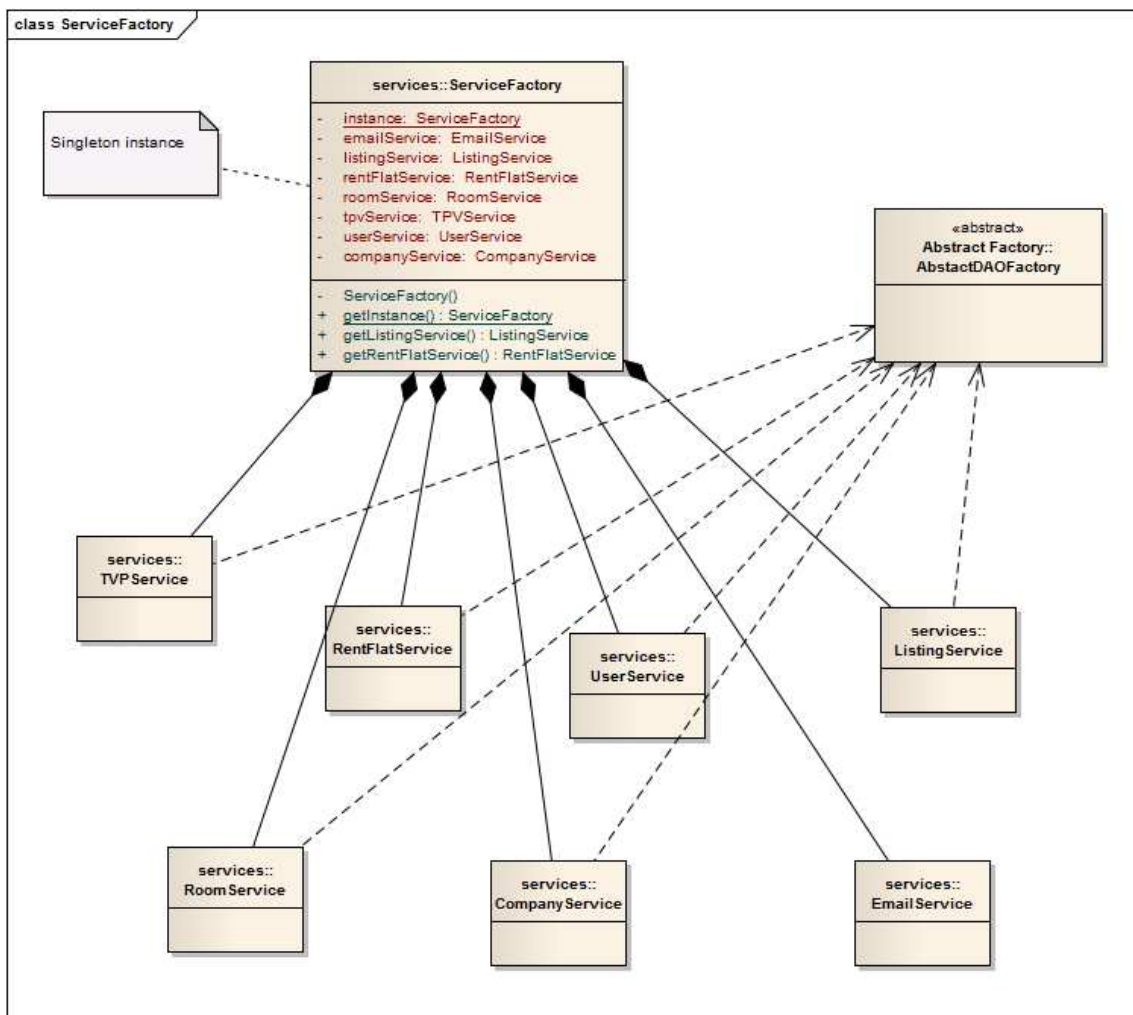 class ServiceFactory
services::ServiceFactory
- instance: ServiceFactory
- emailService: EmailService
- listingService: ListingService
- rentFlatService: RentFlatService
- roomService: RoomService
- tpvService: TPVService
- userService: UserService
- companyService: CompanyService
- ServiceFactory()
+ getInstance() : ServiceFactory
+ getListingService() : ListingService
+ getRentFlatService() : RentFlatService
Singleton instance
«abstract»
Abstract Factory::
AbstactDAOFactory
services::
TVPService
services::
RentFlatService
services::
UserService
services::
ListingService
services::
RoomService
services::
CompanyService
services::
EmailService